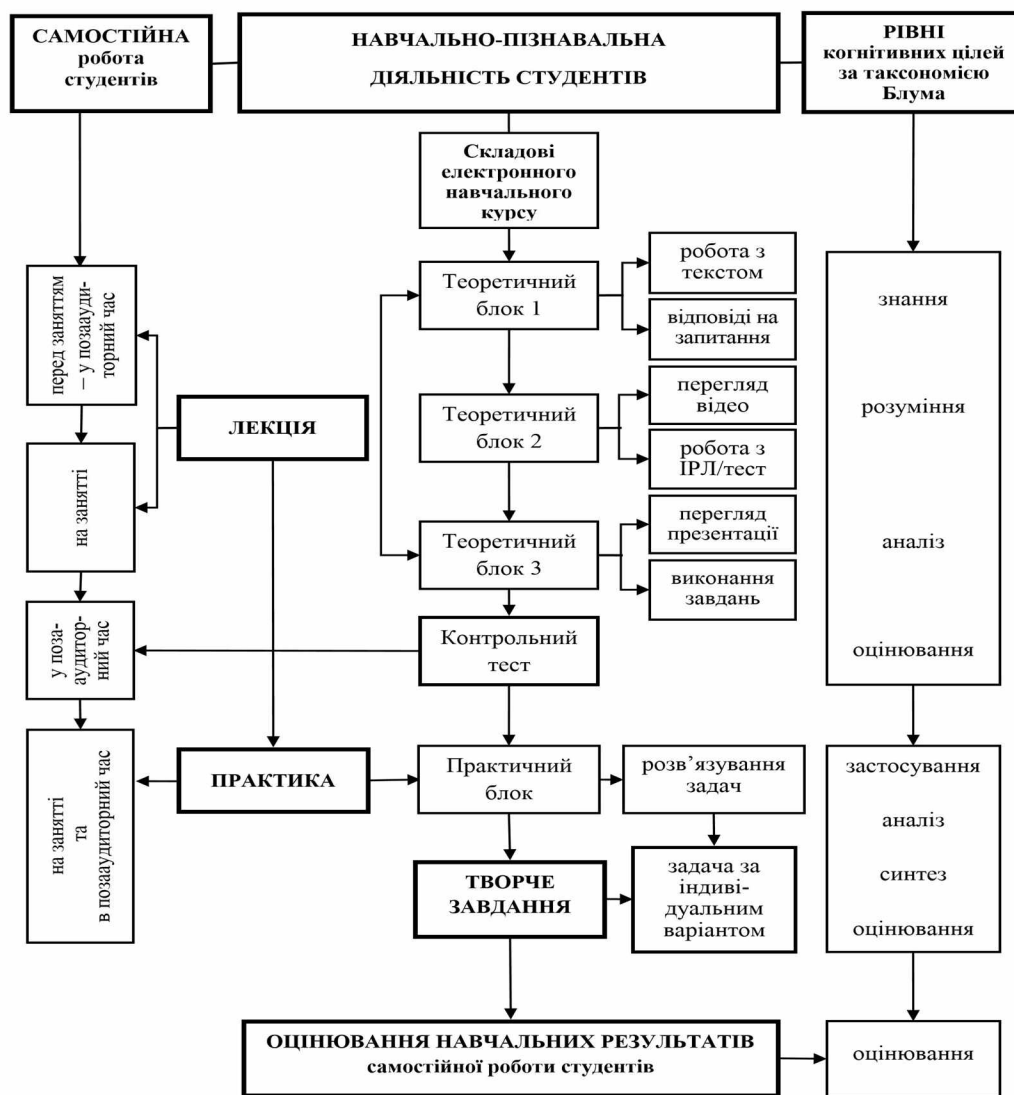 САМОСТІЙНА
робота
студентів
НАВЧАЛЬНО-ПІЗНАВАЛЬНА
ДІЯЛЬНІСТЬ СТУДЕНТІВ
РІВНІ
когнітивних цілей
за таксономією
Блума
Складові
електронного
навчального
курсу
перед заняттям
– у позаауди-
торний час
на занятті
у поза-
аудитор-
ний час
на занятті
та
в позааудиторний час
ЛЕКЦІЯ
ПРАКТИКА
Теоретичний
блок 1
робота з
текстом
відповіді на
запитання
Теоретичний
блок 2
перегляд
відео
робота з
ІРЛ/тест
Теоретичний
блок 3
перегляд
презентації
виконання
завдань
Контрольний
тест
Практичний
блок
розв’язування
задач
ТВОРЧЕ
ЗАВДАННЯ
задача за
індиві-
дуальним
варіантом
знання
розуміння
аналіз
оцінювання
застосування
аналіз
синтез
оцінювання
ОЦІНЮВАННЯ НАВЧАЛЬНИХ РЕЗУЛЬТАТІВ
самостійної роботи студентів
оцінювання